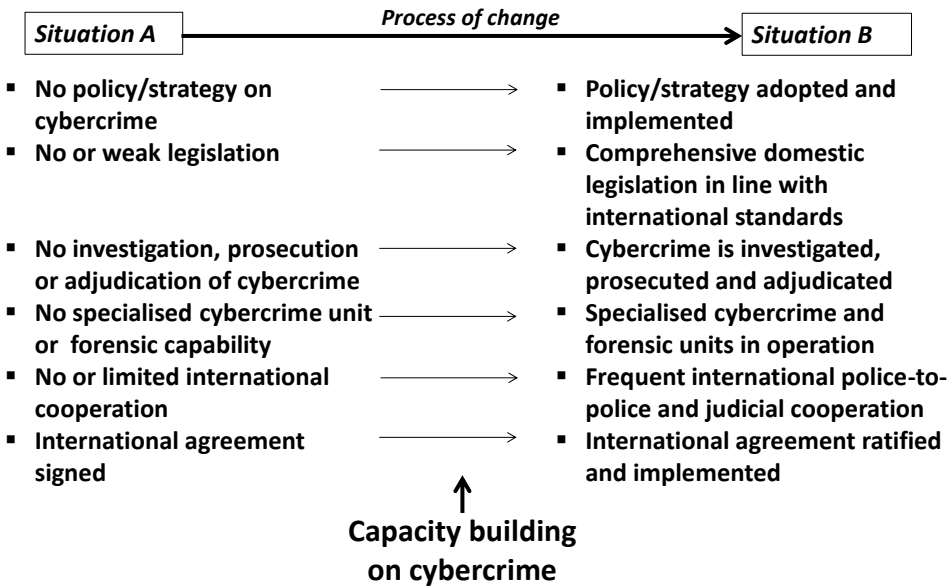 Process of change
Situation A
Situation B
▪ No policy/strategy on
cybercrime
▪ Policy/strategy adopted and
implemented
▪ No or weak legislation
▪ Comprehensive domestic
legislation in line with
international standards
▪ No investigation, prosecution
or adjudication of cybercrime
▪ Cybercrime is investigated,
prosecuted and adjudicated
▪ No specialised cybercrime unit
or forensic capability
▪ Specialised cybercrime and
forensic units in operation
▪ No or limited international
cooperation
▪ Frequent international police-to-
police and judicial cooperation
▪ International agreement
signed
▪ International agreement ratified
and implemented
Capacity building
on cybercrime